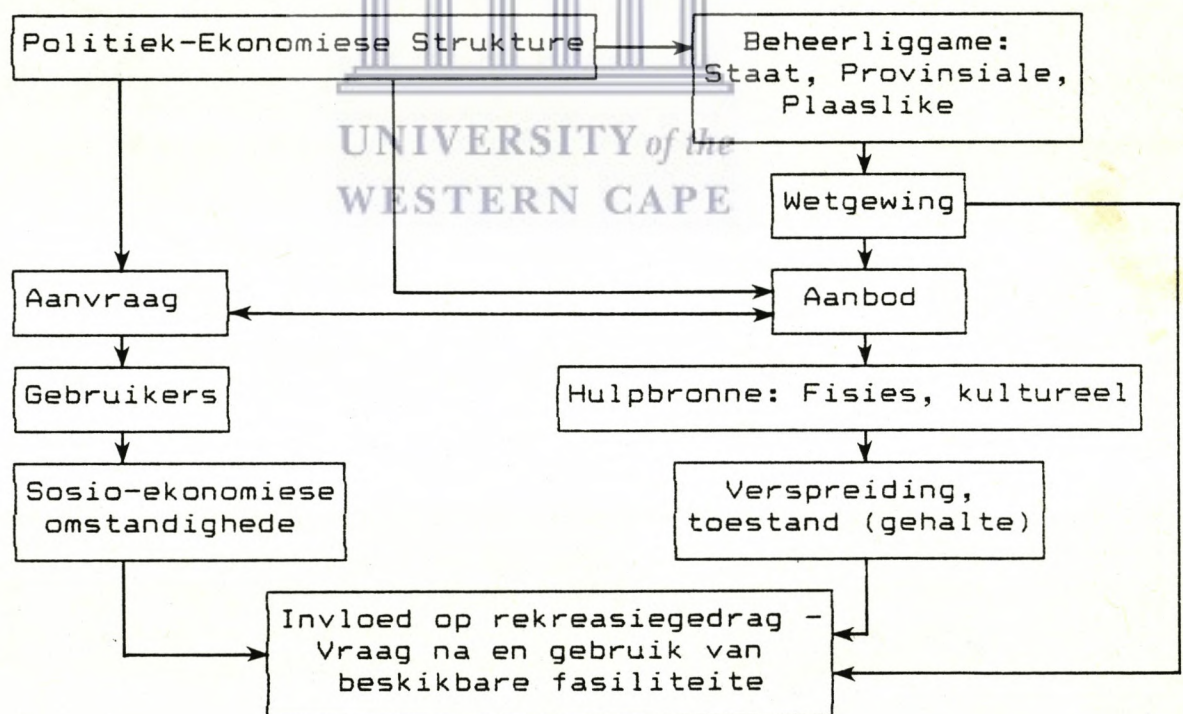 Politiek-Ekonomiese Strukture
Beheerliggame:
Staat, Provinsiale,
Plaaslike
UNIVERSITY of the
WESTERN CAPE
Wetgewing
Aanvraag
Aanbod
Gebruikers
Hulpbronne: Fisies, kultureel
Sosio-ekonomiese
omstandighede
Verspreiding,
toestand (gehalte)
Invloed op rekreasiegedrag -
Vraag na en gebruik van
beskikbare fasiliteite